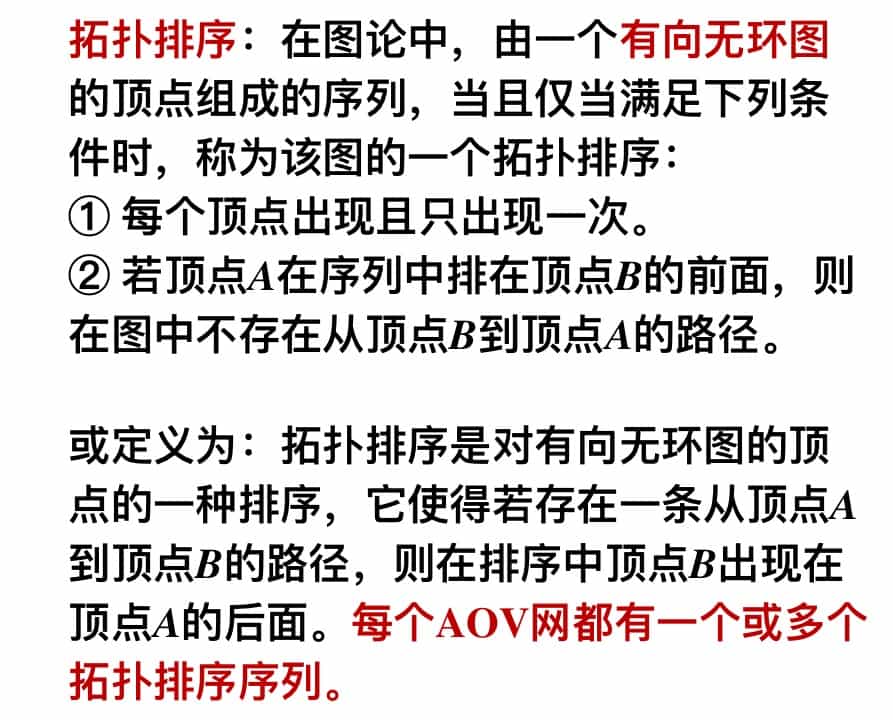 拓扑排序：在图论中，由一个有向无环图
的顶点组成的序列，当且仅当满足下列条
件时，称为该图的一个拓扑排序：
① 每个顶点出现且只出现一次。
② 若顶点A在序列中排在顶点B的前面，则
在图中不存在从顶点B到顶点A的路径。
或定义为：拓扑排序是对有向无环图的顶
点的一种排序，它使得若存在一条从顶点A
到顶点B的路径，则在排序中顶点B出现在
顶点A的后面。每个AOV网都有一个或多个
拓扑排序序列。